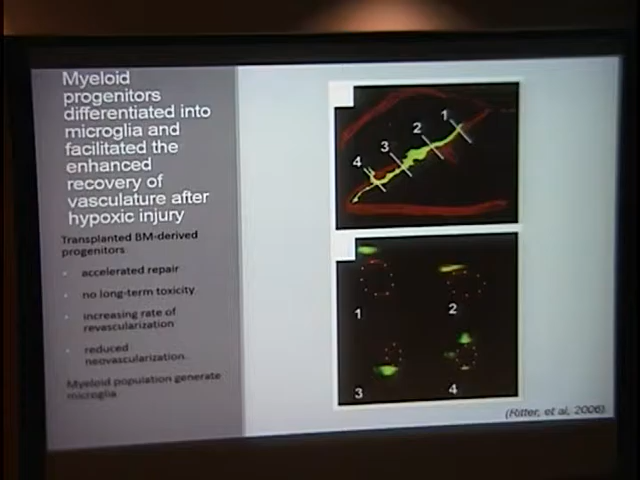 Myeloid
progenitors
differentiated into
microglia and
facilitated the
enhanced
recovery of
vasculature after
hypoxic injury
Transplanted BM-derived
progenitors
accelerated repair
no long-term toxicity
increasing rate of
revascularization
reduced
neovascularization.
Myeloid population generate
microglia
1
2
3
4
1
2
3
4
(Ritter, et al, 2006)